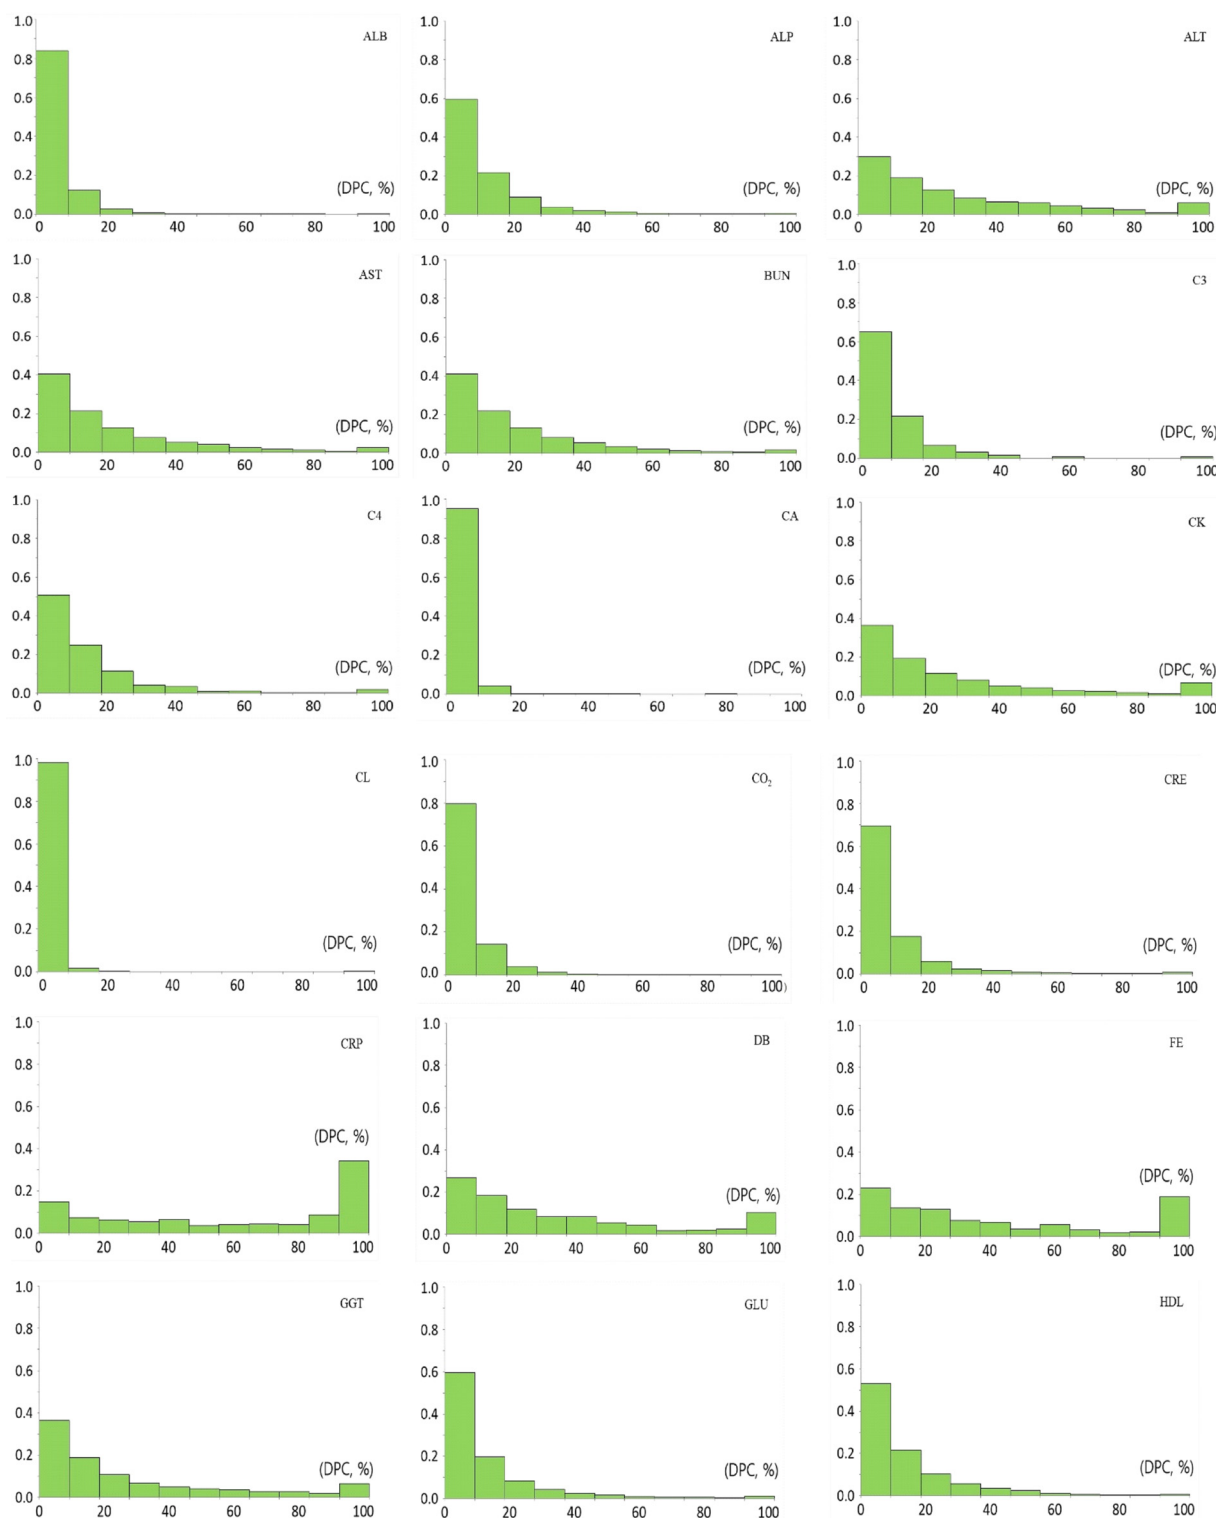 1.0 1.0 1.0
ALB ALP ALT
0.8 0.8 0.8
0.6 0.6 0.6
0.4 0.4 0.4
0.2 (DPC, %) 0.2 (DPC, %) 0.2 (DPC, %)
0.0 0.0 0.0
0 20 40 60 80 100 0 20 40 60 80 100 0 20 40 60 80 100
1.0 1.0 1.0
AST BUN C3
0.8 0.8 0.8
0.6 0.6 0.6
0.4 0.4 0.4
0.2 (DPC, %) 0.2 (DPC, %) 0.2 (DPC, %)
0.0 0.0 0.0
0 20 40 60 80 100 0 20 40 60 80 100 0 20 40 60 80 100
1.0 1.0 1.0
C4 CA CK
0.8 0.8 0.8
0.6 0.6 0.6
0.4 0.4 0.4
0.2 (DPC, %) 0.2 (DPC, %) 0.2 (DPC, %)
0.0 0.0 0.0
0 20 40 60 80 100 0 20 40 60 80 100 0 20 40 60 80 100
1.0 1.0 1.0
CL CO₂ CRE
0.8 0.8 0.8
0.6 0.6 0.6
0.4 0.4 0.4
0.2 (DPC, %) 0.2 (DPC, %) 0.2 (DPC, %)
0.0 0.0 0.0
0 20 40 60 80 100 0 20 40 60 80 100) 0 20 40 60 80 100
1.0 1.0 1.0
CRP DB FE
0.8 0.8 0.8
0.6 0.6 0.6
0.4 (DPC, %) 0.4 0.4
0.2 0.2 (DPC, %) 0.2 (DPC, %)
0.0 0.0 0.0
0 20 40 60 80 100 0 20 40 60 80 100 0 20 40 60 80 100
1.0 1.0 1.0
GGT GLU HDL
0.8 0.8 0.8
0.6 0.6 0.6
0.4 0.4 0.4
0.2 (DPC, %) 0.2 (DPC, %) 0.2 (DPC, %)
0.0 0.0 0.0
0 20 40 60 80 100 0 20 40 60 80 100 0 20 40 60 80 100